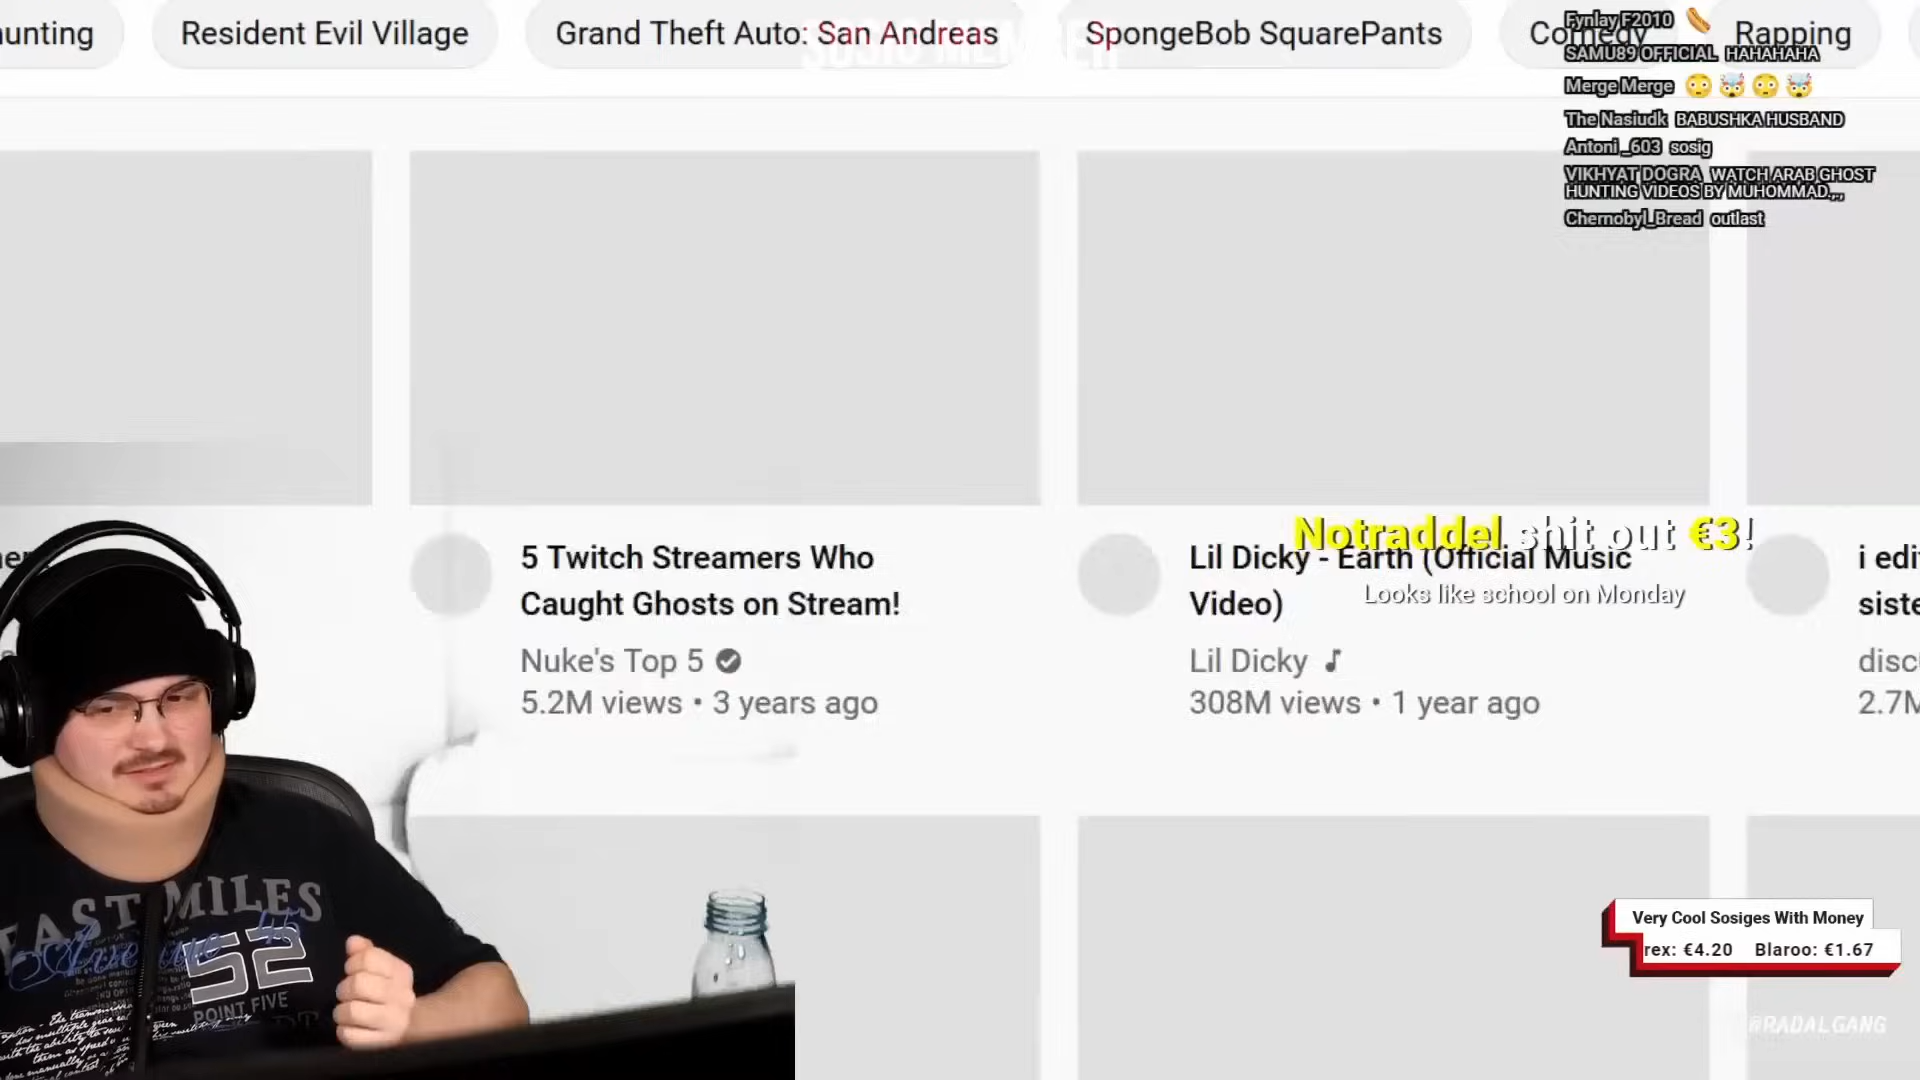 unting
Resident Evil Village
Grand Theft Auto: San Andreas
SpongeBob SquarePants
Comedy
Rapping
Fynlay F2010
SAMU89 OFFICIAL HAHAHAHA
Merge Merge
The Nasiudk BABUSHKA HUSBAND
Antoni _603 sosig
VIKHYAT DOGRA WATCH ARAB GHOST
HUNTING VIDEOS BY MUHOMMAD,,,
Chernobyl_Bread outlast
Notraddel shit out €3!
Looks like school on Monday
5 Twitch Streamers Who
Caught Ghosts on Stream!
Nuke's Top 5
5.2M views • 3 years ago
Lil Dicky - Earth (Official Music
Video)
Lil Dicky
308M views • 1 year ago
i edi
siste
disc
2.7M
FAST MILES
Avenue 46
52
POINT FIVE
Very Cool Sosiges With Money
rex: €4.20 Blaroo: €1.67
@RADALGANG